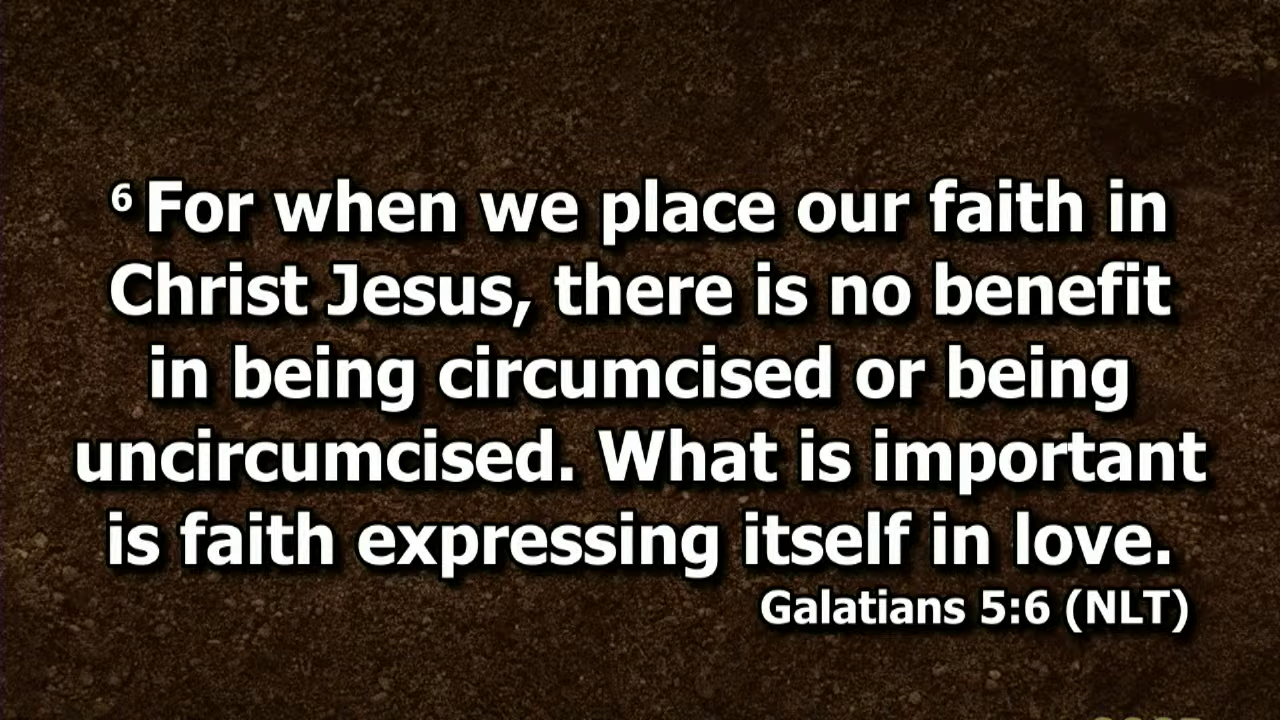 6 For when we place our faith in
Christ Jesus, there is no benefit
in being circumcised or being
uncircumcised. What is important
is faith expressing itself in love.
Galatians 5:6 (NLT)